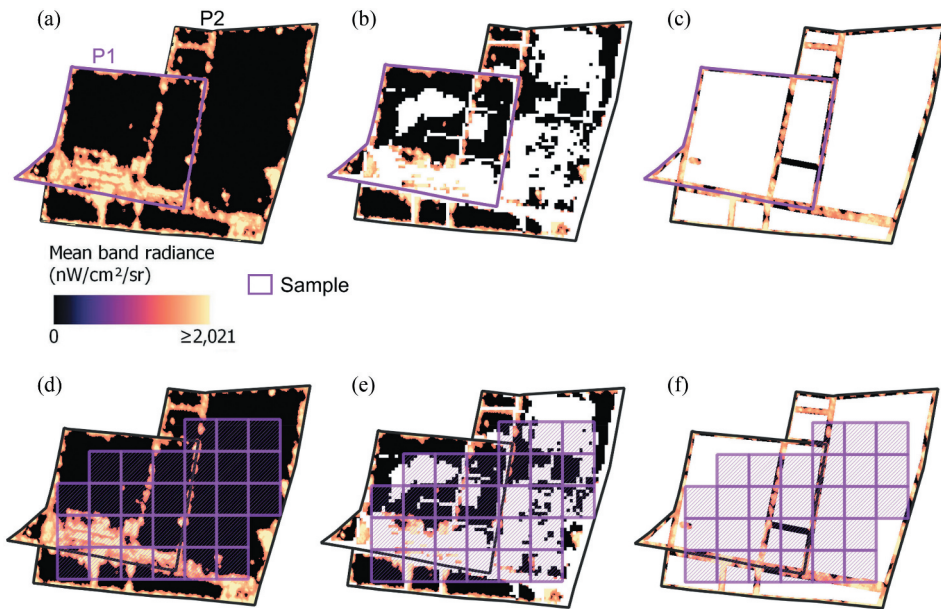 (a)
P2
(b)
(c)
P1
Mean band radiance
(nW/cm²/sr)
Sample
0
≥2,021
(d)
(e)
(f)